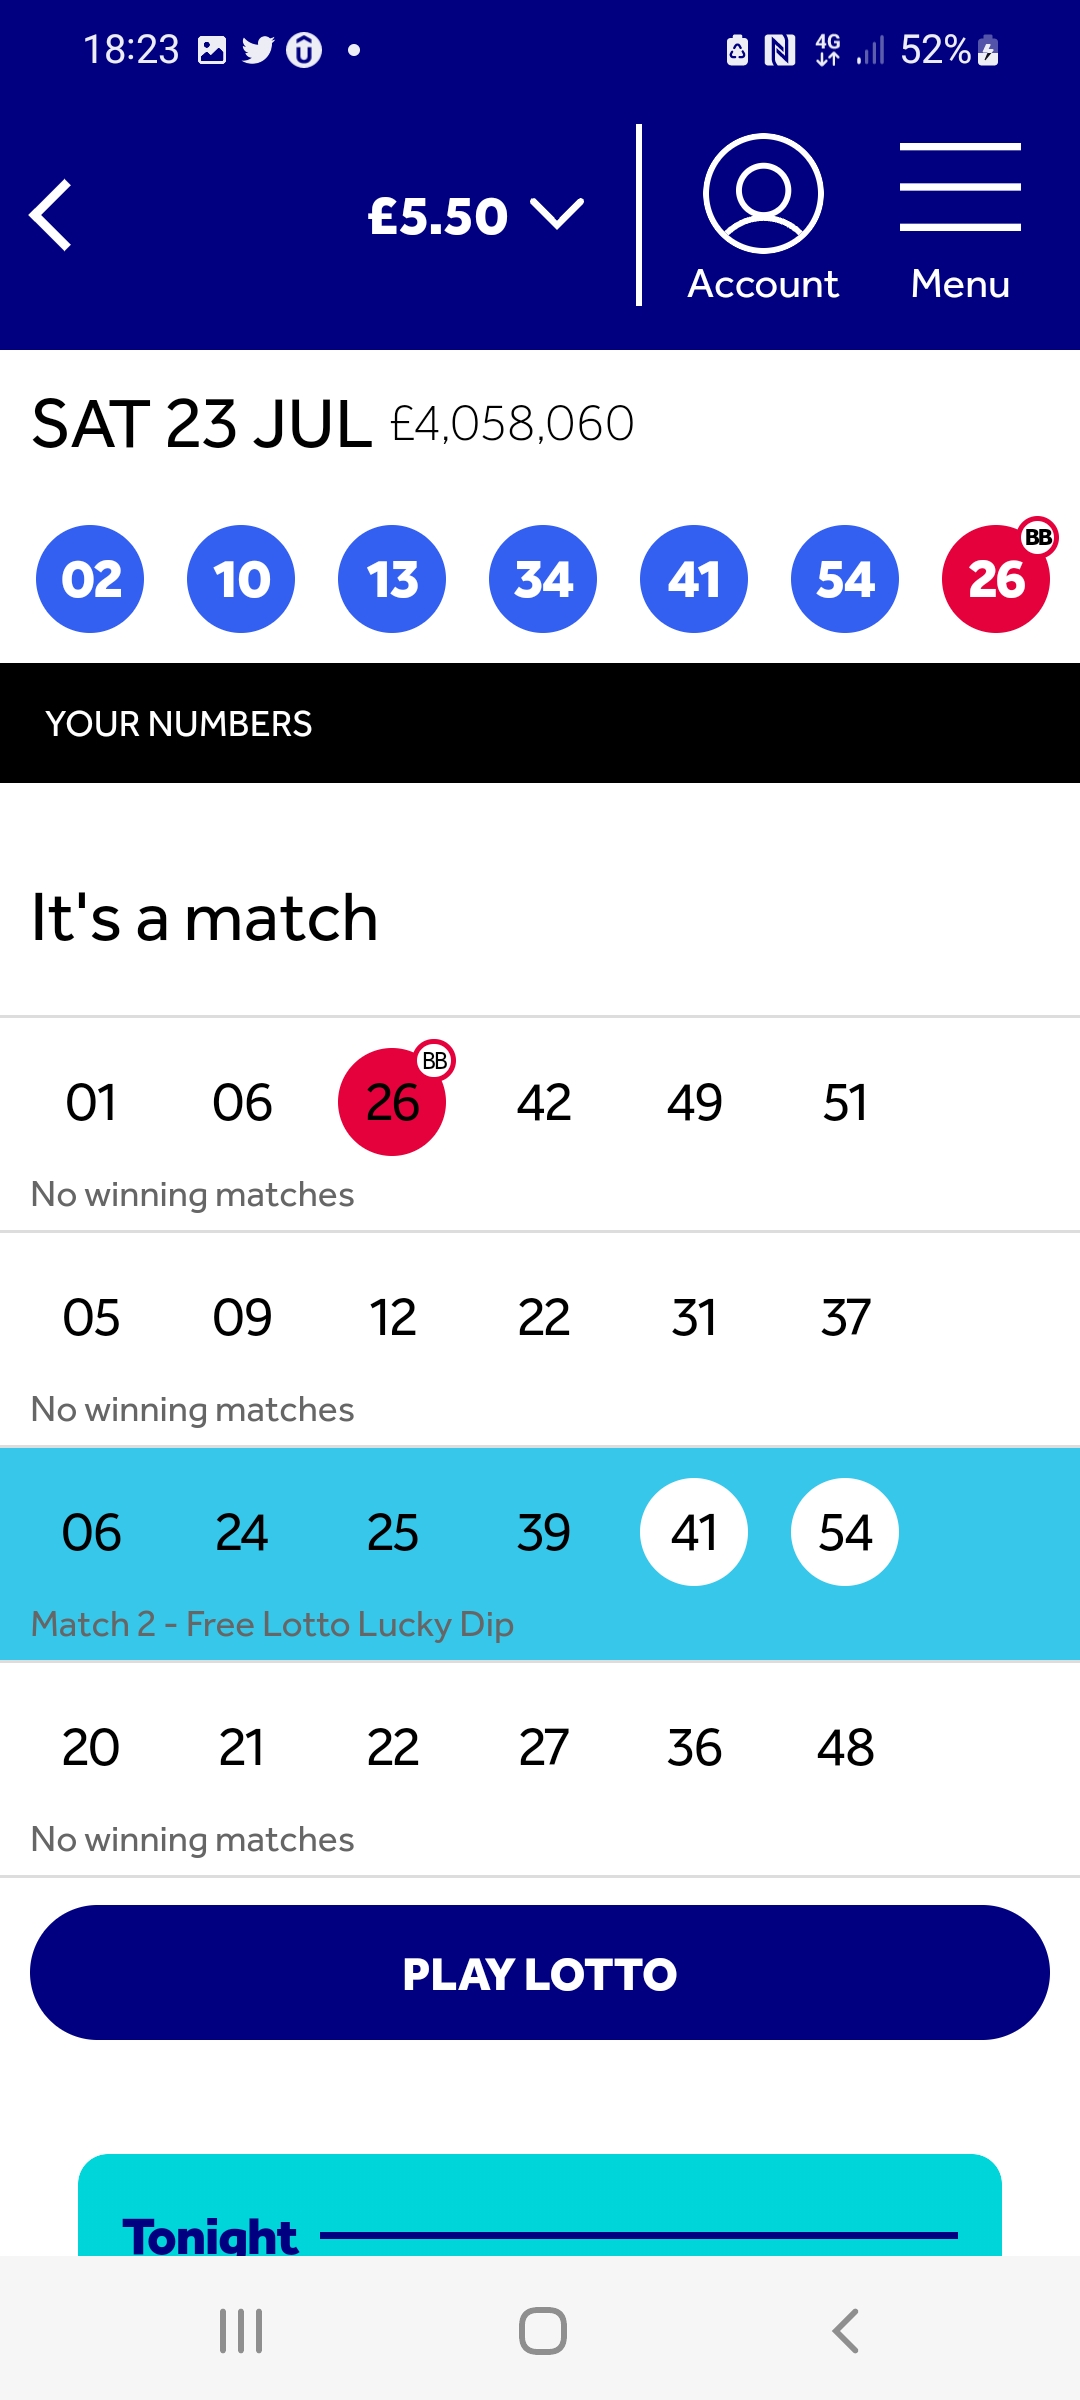 18:23 4G 52%
£5.50
Account Menu
SAT 23 JUL £4,058,060
BB
02 10 13 34 41 54 26
YOUR NUMBERS
It's a match
BB
01 06 26 42 49 51
No winning matches
05 09 12 22 31 37
No winning matches
06 24 25 39 41 54
Match 2 - Free Lotto Lucky Dip
20 21 22 27 36 48
No winning matches
PLAY LOTTO
Tonight